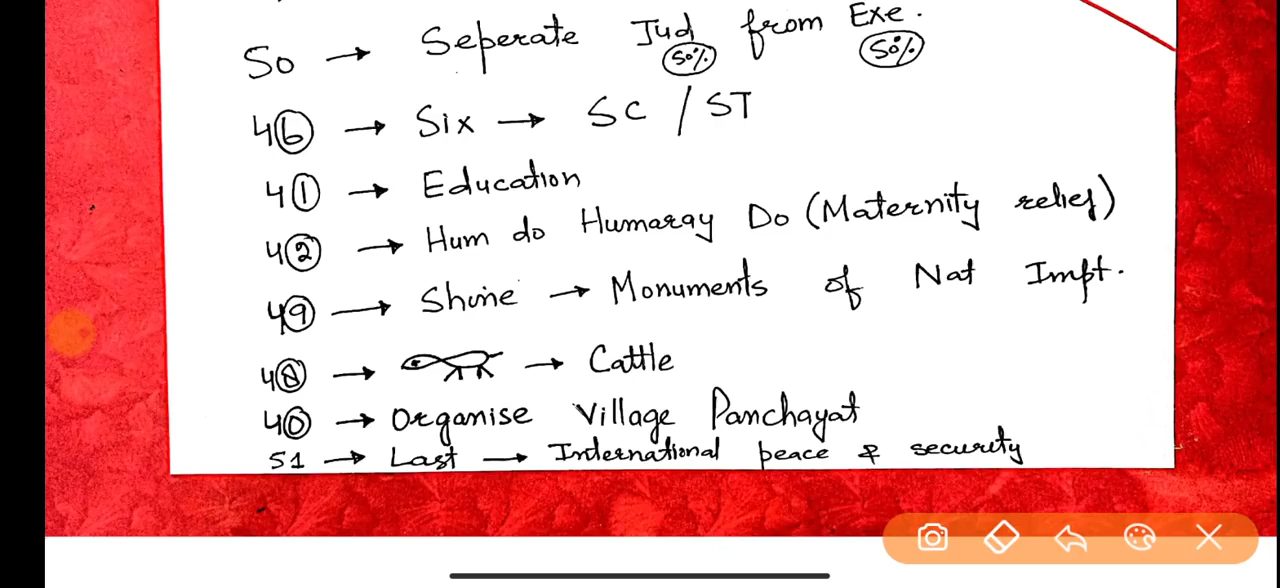 50 → Seperate Jud from Exe.
50% 50%
46 → Six → SC / ST
41 → Education
42 → Hum do Humaray Do (Maternity relief)
49 → Shine → Monuments of Nat Impt.
48 → → Cattle
40 → Organise Village Panchayat
51 → Last → International peace & security